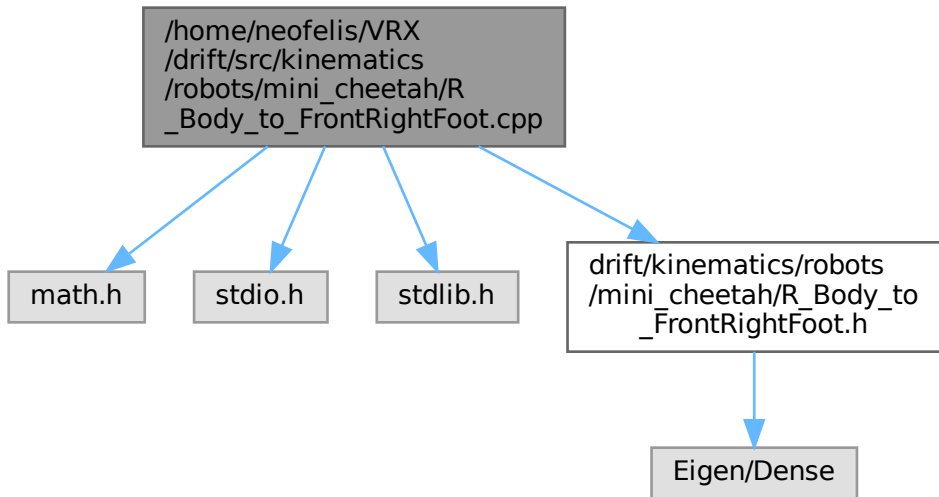 /home/neofelis/VRX
/drift/src/kinematics
/robots/mini_cheetah/R
_Body_to_FrontRightFoot.cpp
math.h
stdio.h
stdlib.h
drift/kinematics/robots
/mini_cheetah/R_Body_to
_FrontRightFoot.h
Eigen/Dense